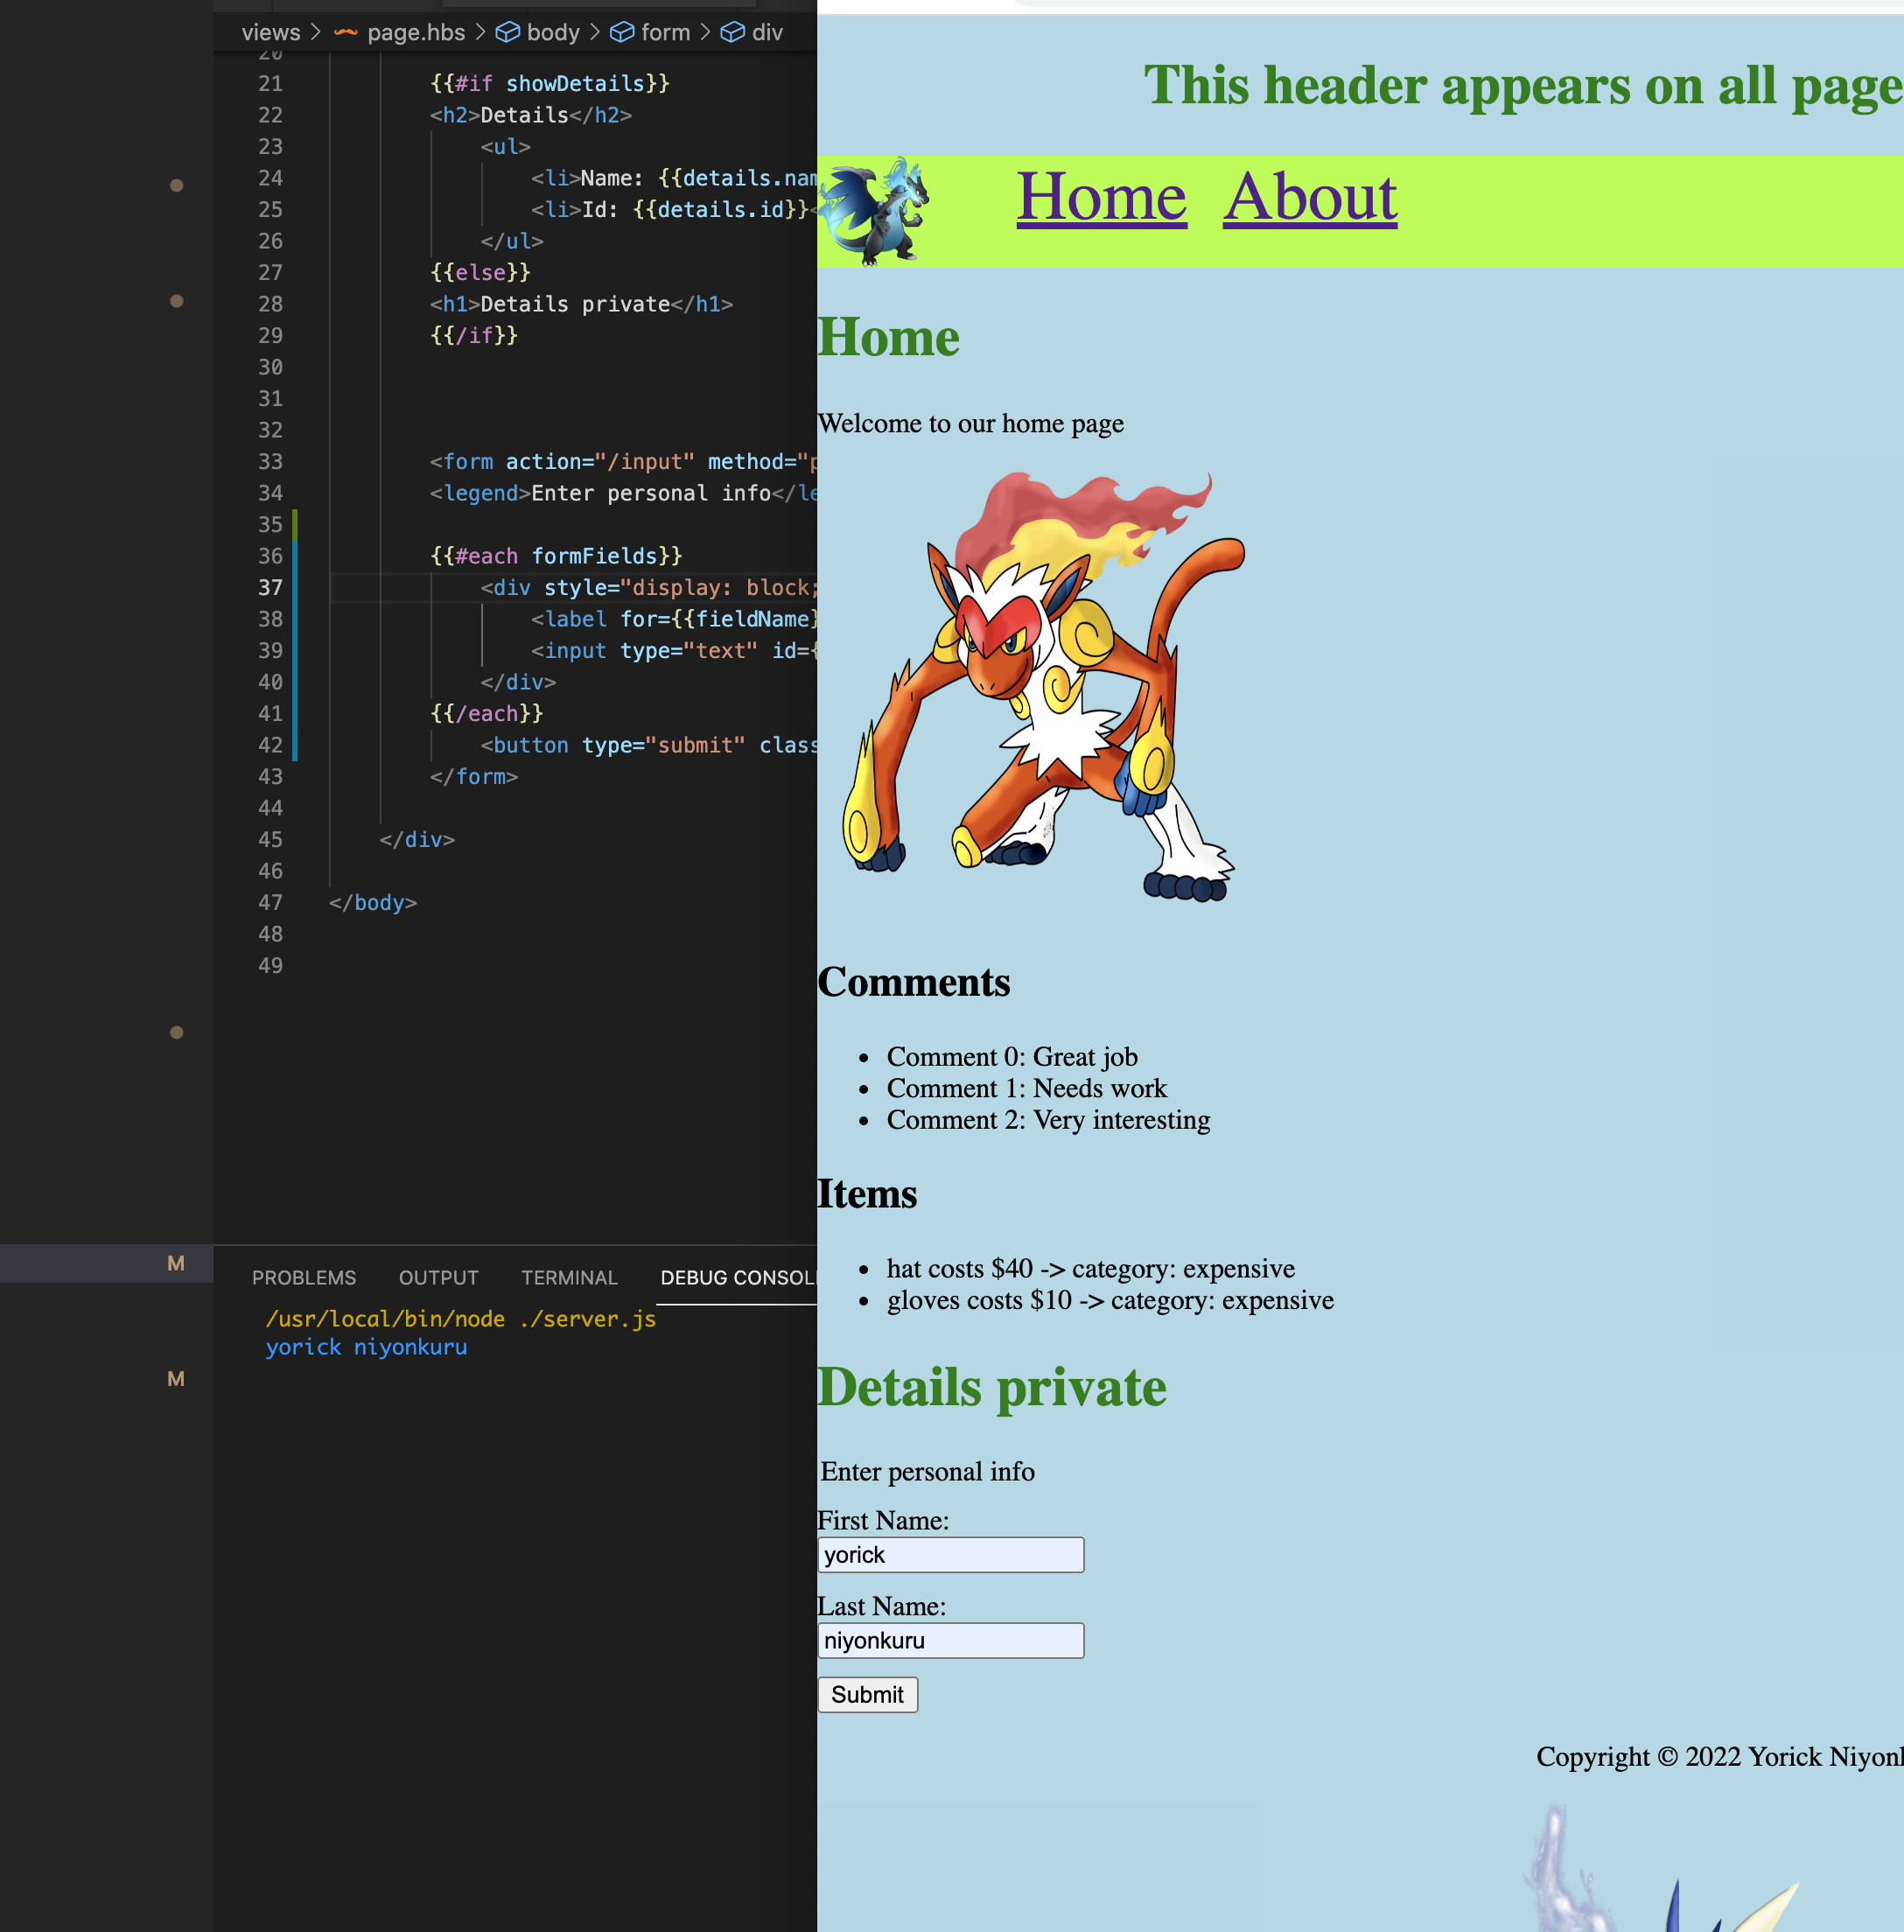 views > page.hbs > body > form > div
20
21 {{#if showDetails}}
22 <h2>Details</h2>
23 <ul>
24 <li>Name: {{details.nam
25 <li>Id: {{details.id}}<
26 </ul>
27 {{else}}
28 <h1>Details private</h1>
29 {{/if}}
30
31
32
33 <form action="/input" method="p
34 <legend>Enter personal info</le
35
36 {{#each formFields}}
37 <div style="display: block;
38 <label for={{fieldName}
39 <input type="text" id={
40 </div>
41 {{/each}}
42 <button type="submit" class
43 </form>
44
45 </div>
46
47 </body>
48
49
M
M
PROBLEMS OUTPUT TERMINAL DEBUG CONSOL
/usr/local/bin/node ./server.js
yorick niyonkuru
This header appears on all page
Home About
Home
Welcome to our home page
Comments
• Comment 0: Great job
• Comment 1: Needs work
• Comment 2: Very interesting
Items
• hat costs $40 -> category: expensive
• gloves costs $10 -> category: expensive
Details private
Enter personal info
First Name:
yorick
Last Name:
niyonkuru
Submit
Copyright © 2022 Yorick Niyonk